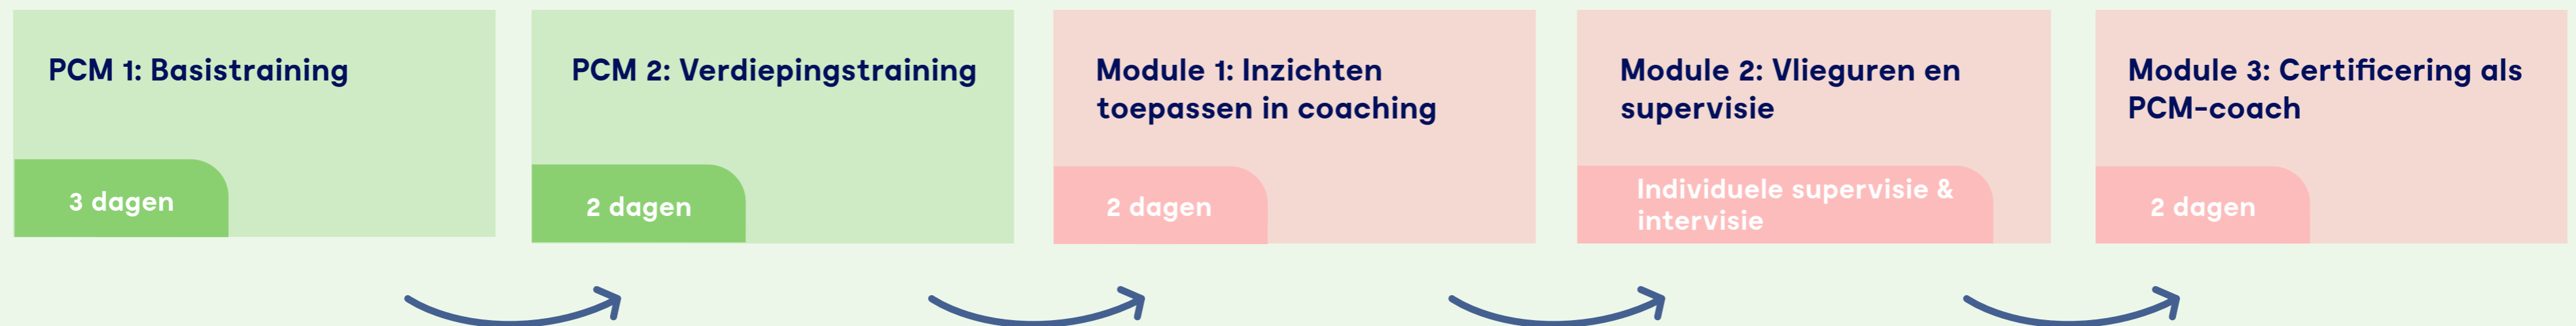 PCM 1: Basistraining
3 dagen
PCM 2: Verdiepingstraining
2 dagen
Module 1: Inzichten
toepassen in coaching
2 dagen
Module 2: Vlieguren en
supervisie
Individuele supervisie &
intervisie
Module 3: Certificering als
PCM-coach
2 dagen